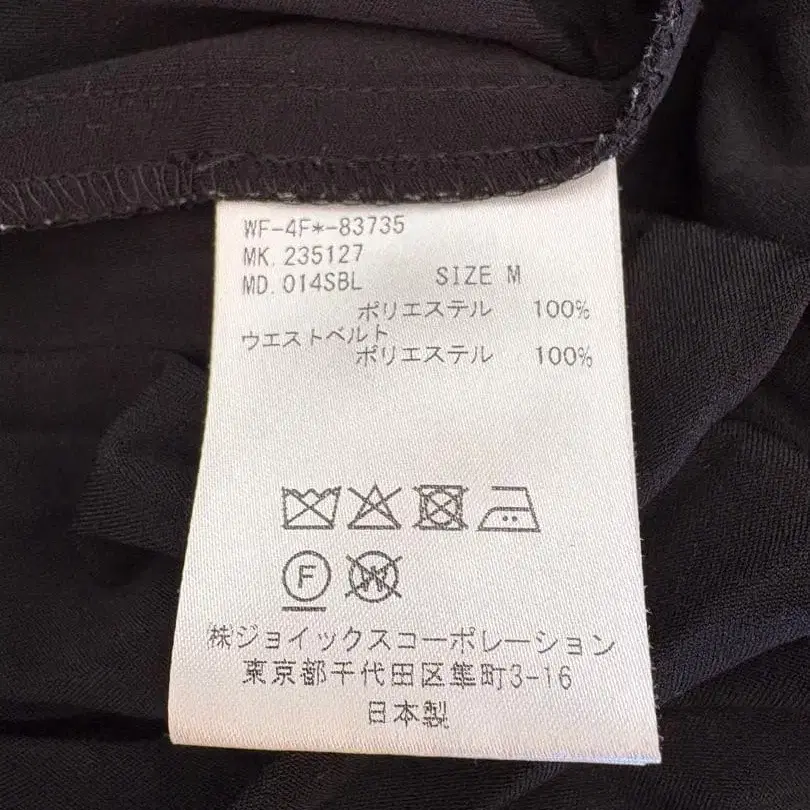 WF-4F*-83735
MK.235127
MD.014SBL SIZE M
ポリエステル 100%
ウエストベルト
ポリエステル 100%
F
W
㈱ジョイックスコーポレーション
東京都千代田区隼町3-16
日本製